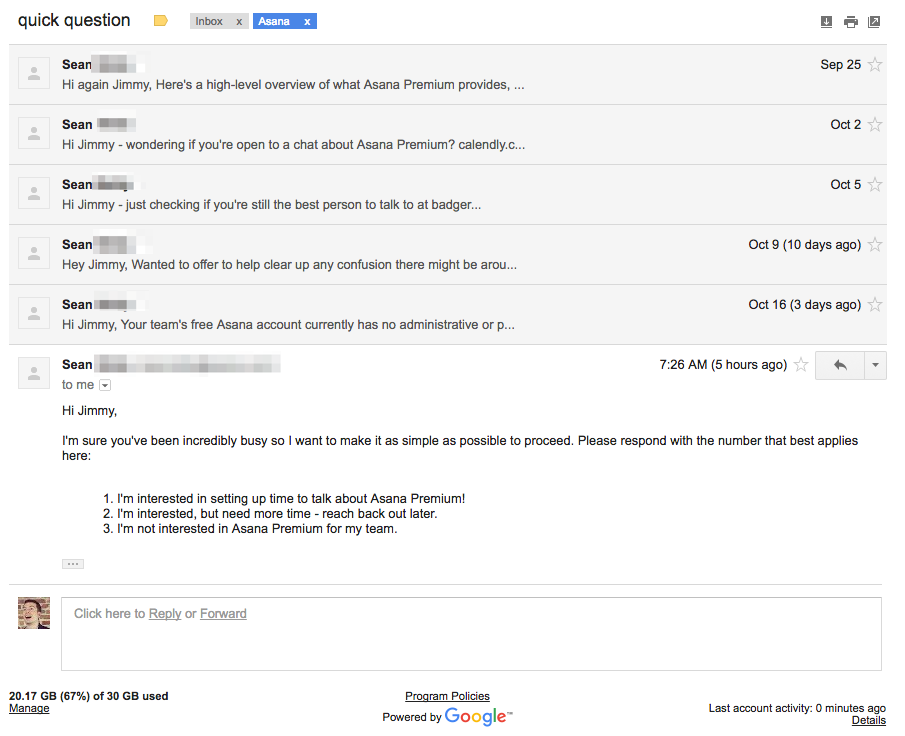 quick question
Inbox x
Asana x
Sean
Sep 25
Hi again Jimmy, Here's a high-level overview of what Asana Premium provides, ...
Sean
Oct 2
Hi Jimmy - wondering if you're open to a chat about Asana Premium? calendly.c...
Sean
Oct 5
Hi Jimmy - just checking if you're still the best person to talk to at badger...
Sean
Oct 9 (10 days ago)
Hey Jimmy, Wanted to offer to help clear up any confusion there might be arou...
Sean
Oct 16 (3 days ago)
Hi Jimmy, Your team's free Asana account currently has no administrative or p...
Sean
7:26 AM (5 hours ago)
to me
Hi Jimmy,
I'm sure you've been incredibly busy so I want to make it as simple as possible to proceed. Please respond with the number that best applies
here:
1. I'm interested in setting up time to talk about Asana Premium!
2. I'm interested, but need more time - reach back out later.
3. I'm not interested in Asana Premium for my team.
Click here to Reply or Forward
20.17 GB (67%) of 30 GB used
Manage
Program Policies
Powered by Google™
Last account activity: 0 minutes ago
Details